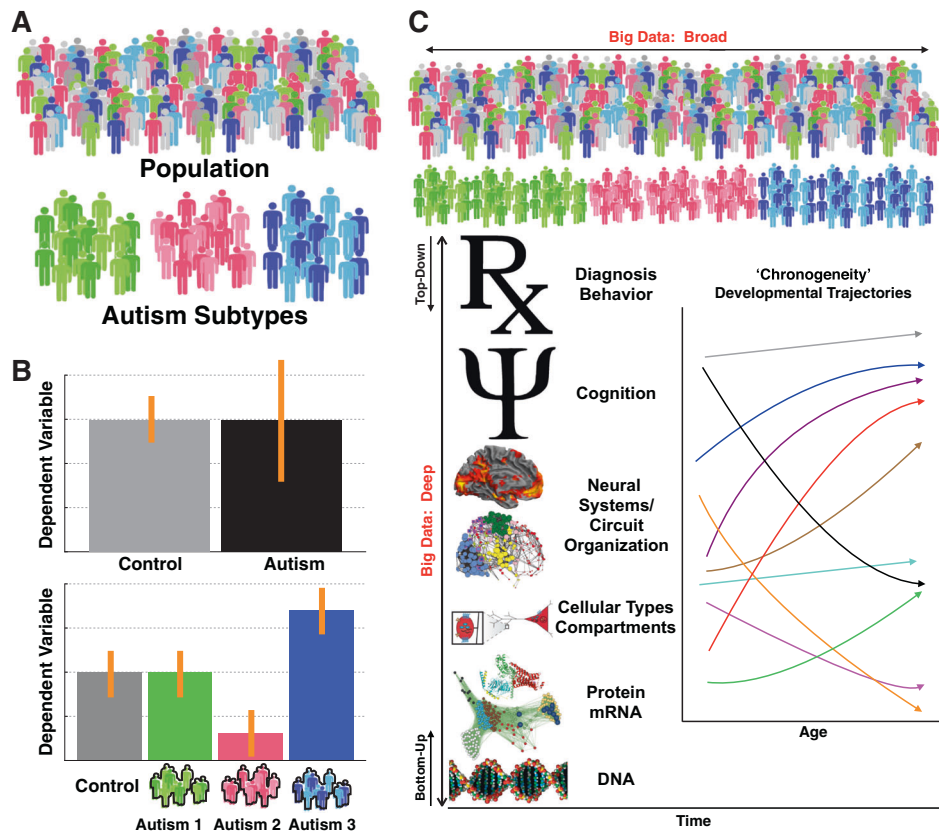 A
Population
Autism Subtypes
B
Dependent Variable
Control
Autism
Dependent Variable
Control
Autism 1
Autism 2
Autism 3
C
Big Data: Broad
Top-Down
Big Data: Deep
Bottom-Up
Diagnosis
Behavior
Cognition
Neural
Systems/
Circuit
Organization
Cellular Types
Compartments
Protein
mRNA
DNA
‘Chronogeneity’
Developmental Trajectories
Age
Time